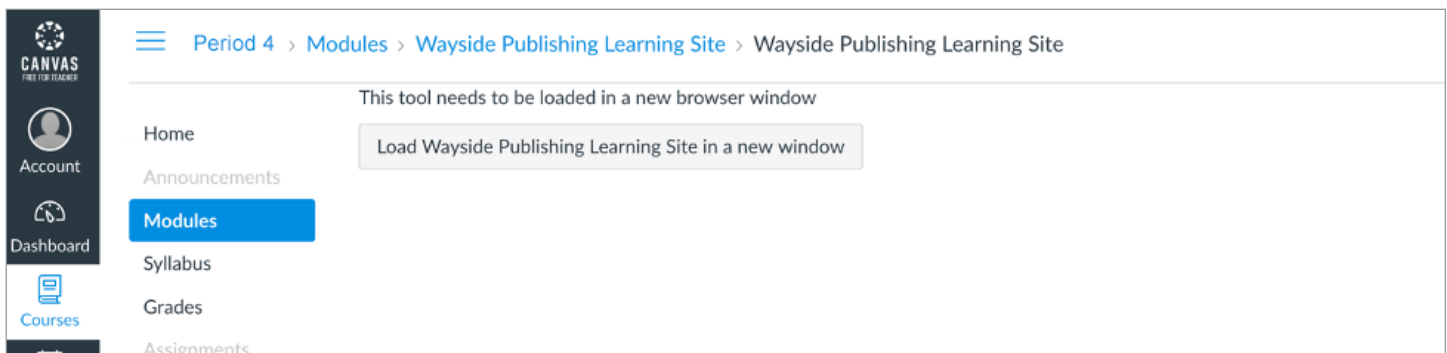 CANVAS
FREE FOR TEACHER
Account
Dashboard
Courses
Period 4 > Modules > Wayside Publishing Learning Site > Wayside Publishing Learning Site
Home
Announcements
Modules
Syllabus
Grades
Assignments
This tool needs to be loaded in a new browser window
Load Wayside Publishing Learning Site in a new window